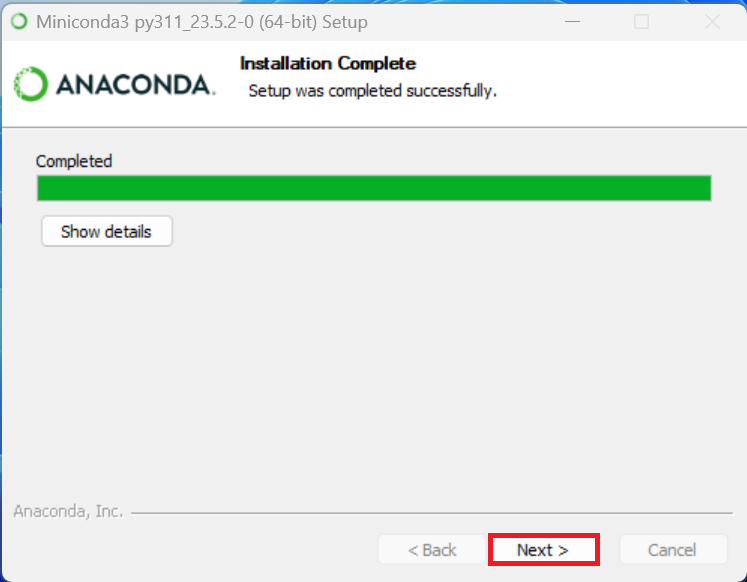 Miniconda3 py311_23.5.2-0 (64-bit) Setup
ANACONDA.
Installation Complete
Setup was completed successfully.
Completed
Show details
Anaconda, Inc.
< Back
Next >
Cancel